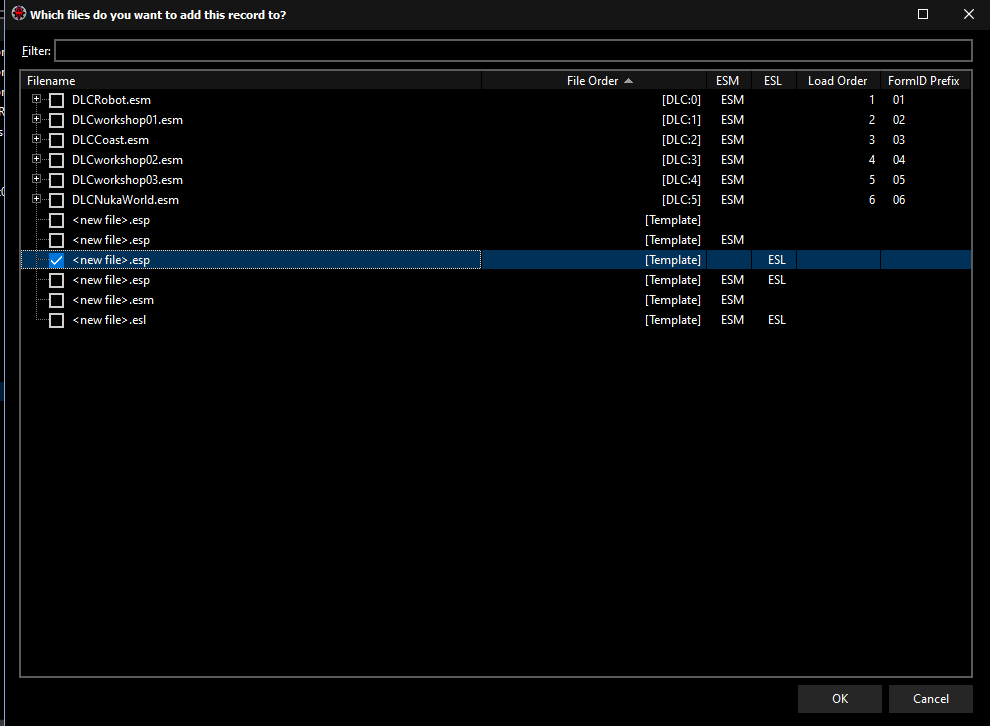 Which files do you want to add this record to?
Filter:
Filename File Order ESM ESL Load Order FormID Prefix
DLCRobot.esm [DLC:0] ESM 1 01
DLCworkshop01.esm [DLC:1] ESM 2 02
DLCCoast.esm [DLC:2] ESM 3 03
DLCworkshop02.esm [DLC:3] ESM 4 04
DLCworkshop03.esm [DLC:4] ESM 5 05
DLCNukaWorld.esm [DLC:5] ESM 6 06
<new file>.esp [Template]
<new file>.esp [Template] ESM
<new file>.esp [Template] ESL
<new file>.esp [Template] ESM ESL
<new file>.esm [Template] ESM
<new file>.esl [Template] ESM ESL
OK Cancel